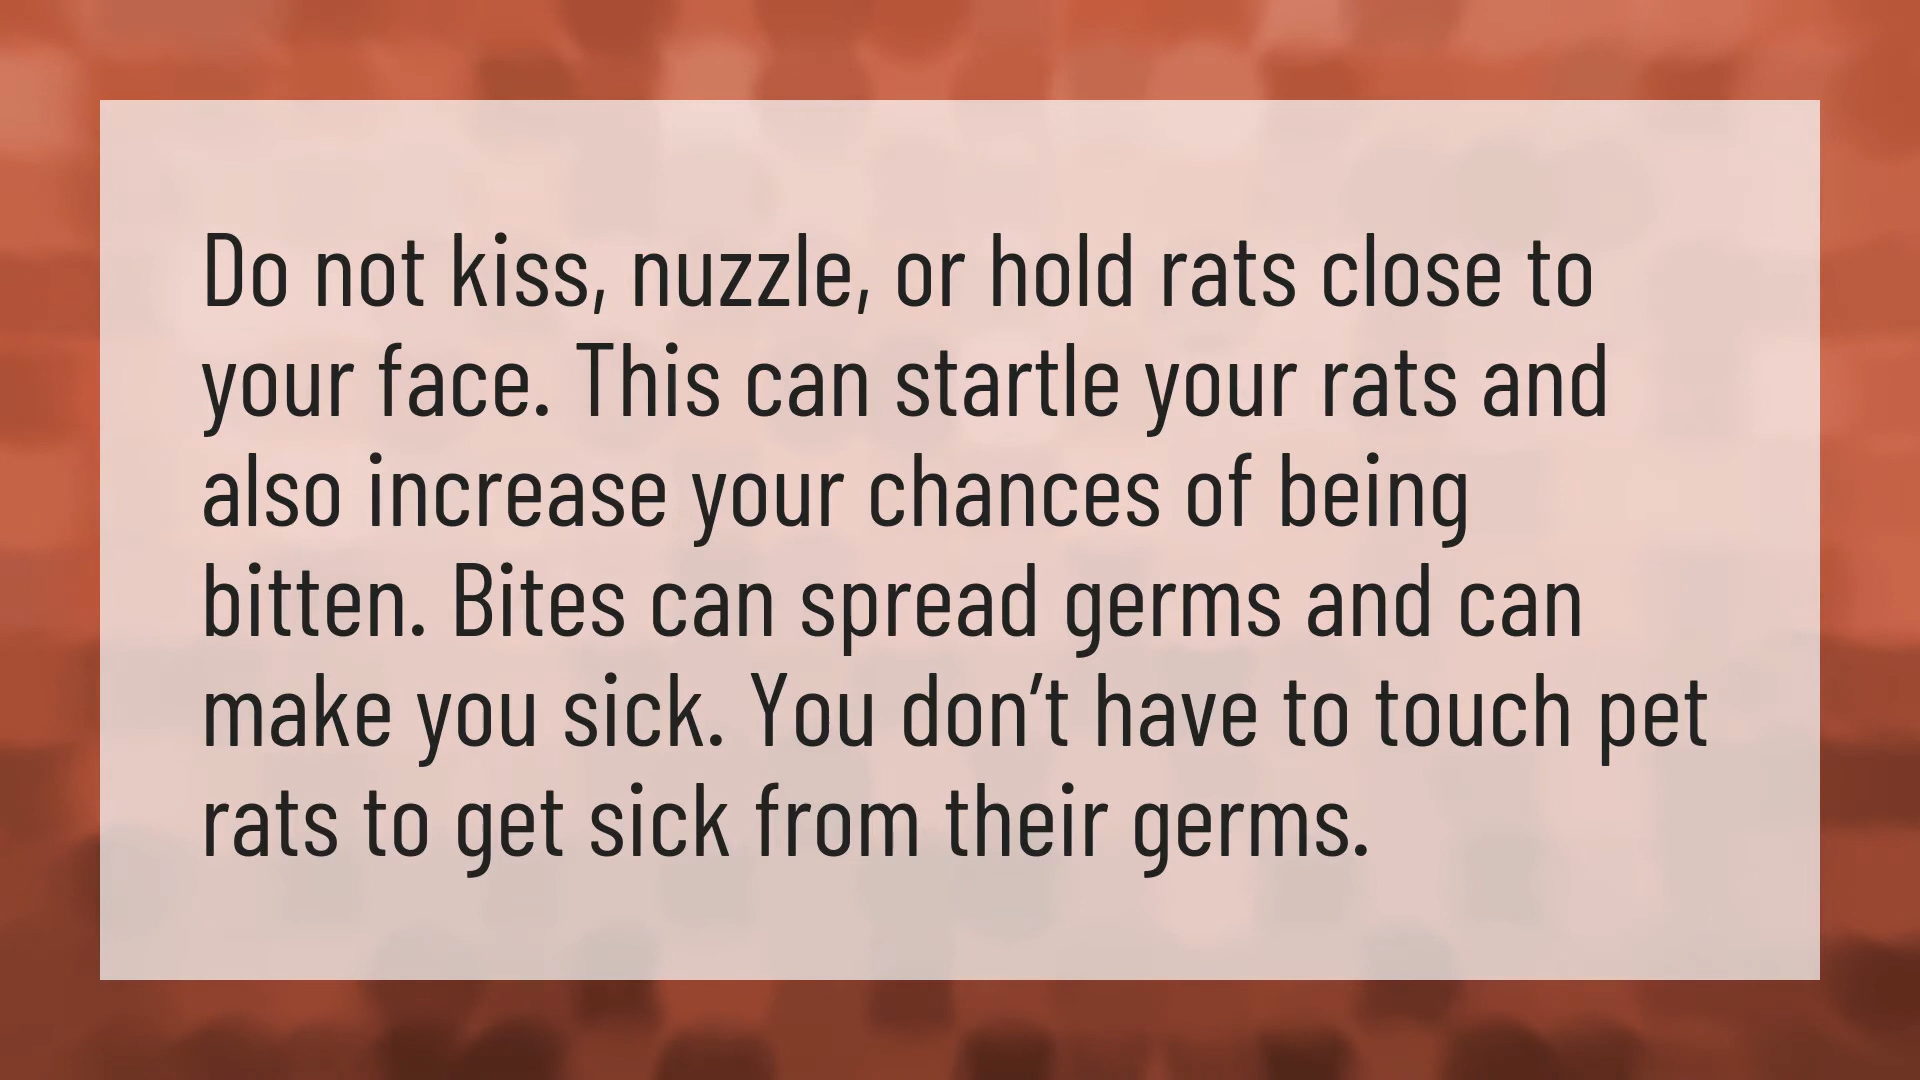 Do not kiss, nuzzle, or hold rats close to
your face. This can startle your rats and
also increase your chances of being
bitten. Bites can spread germs and can
make you sick. You don’t have to touch pet
rats to get sick from their germs.